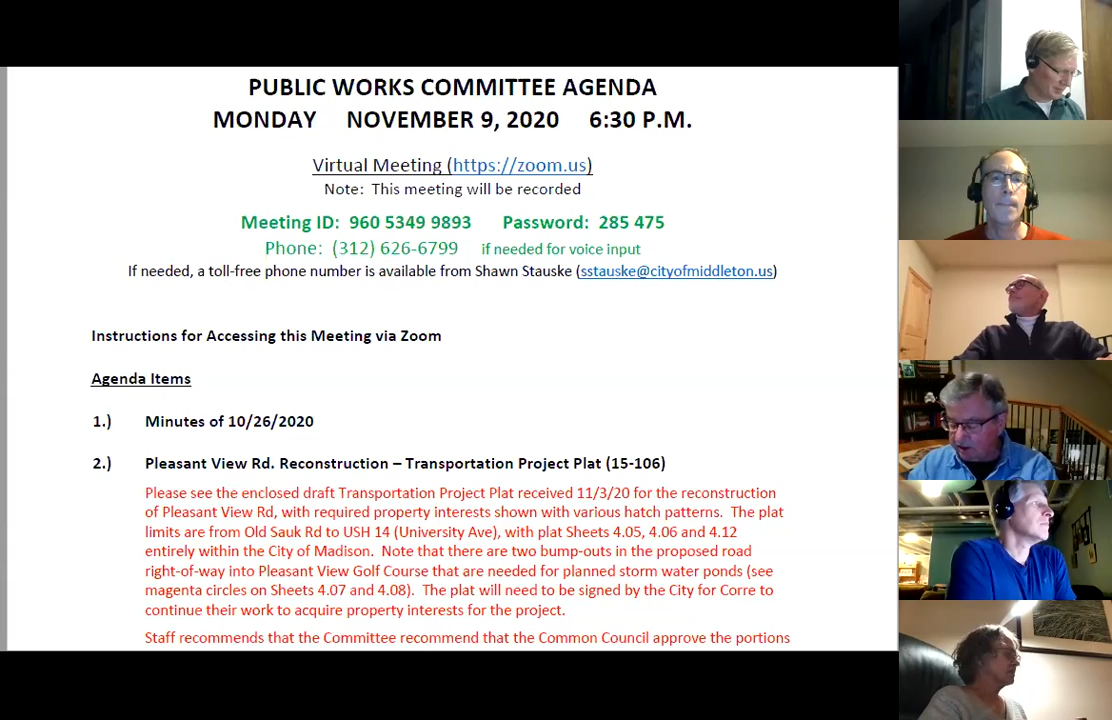 PUBLIC WORKS COMMITTEE AGENDA
MONDAY NOVEMBER 9, 2020 6:30 P.M.
Virtual Meeting (https://zoom.us)
Note: This meeting will be recorded
Meeting ID: 960 5349 9893 Password: 285 475
Phone: (312) 626-6799 if needed for voice input
If needed, a toll-free phone number is available from Shawn Stauske (sstauske@cityofmiddleton.us)
Instructions for Accessing this Meeting via Zoom
Agenda Items
1.) Minutes of 10/26/2020
2.) Pleasant View Rd. Reconstruction – Transportation Project Plat (15-106)
Please see the enclosed draft Transportation Project Plat received 11/3/20 for the reconstruction
of Pleasant View Rd, with required property interests shown with various hatch patterns. The plat
limits are from Old Sauk Rd to USH 14 (University Ave), with plat Sheets 4.05, 4.06 and 4.12
entirely within the City of Madison. Note that there are two bump-outs in the proposed road
right-of-way into Pleasant View Golf Course that are needed for planned storm water ponds (see
magenta circles on Sheets 4.07 and 4.08). The plat will need to be signed by the City for Corre to
continue their work to acquire property interests for the project.
Staff recommends that the Committee recommend that the Common Council approve the portions